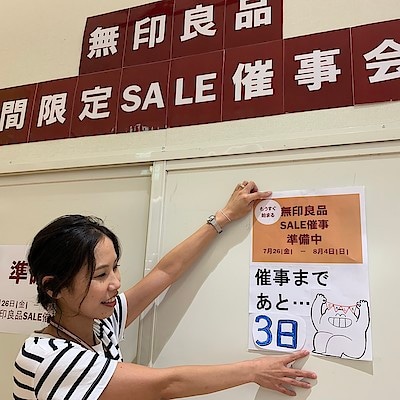 無印良品
間限定SALE催事会
もうすぐ
始まる
無印良品
SALE催事
準備中
7月26(金) ー 8月4日(日)
催事まで
あと…
3日
準
26日(金)
印良品SALE催